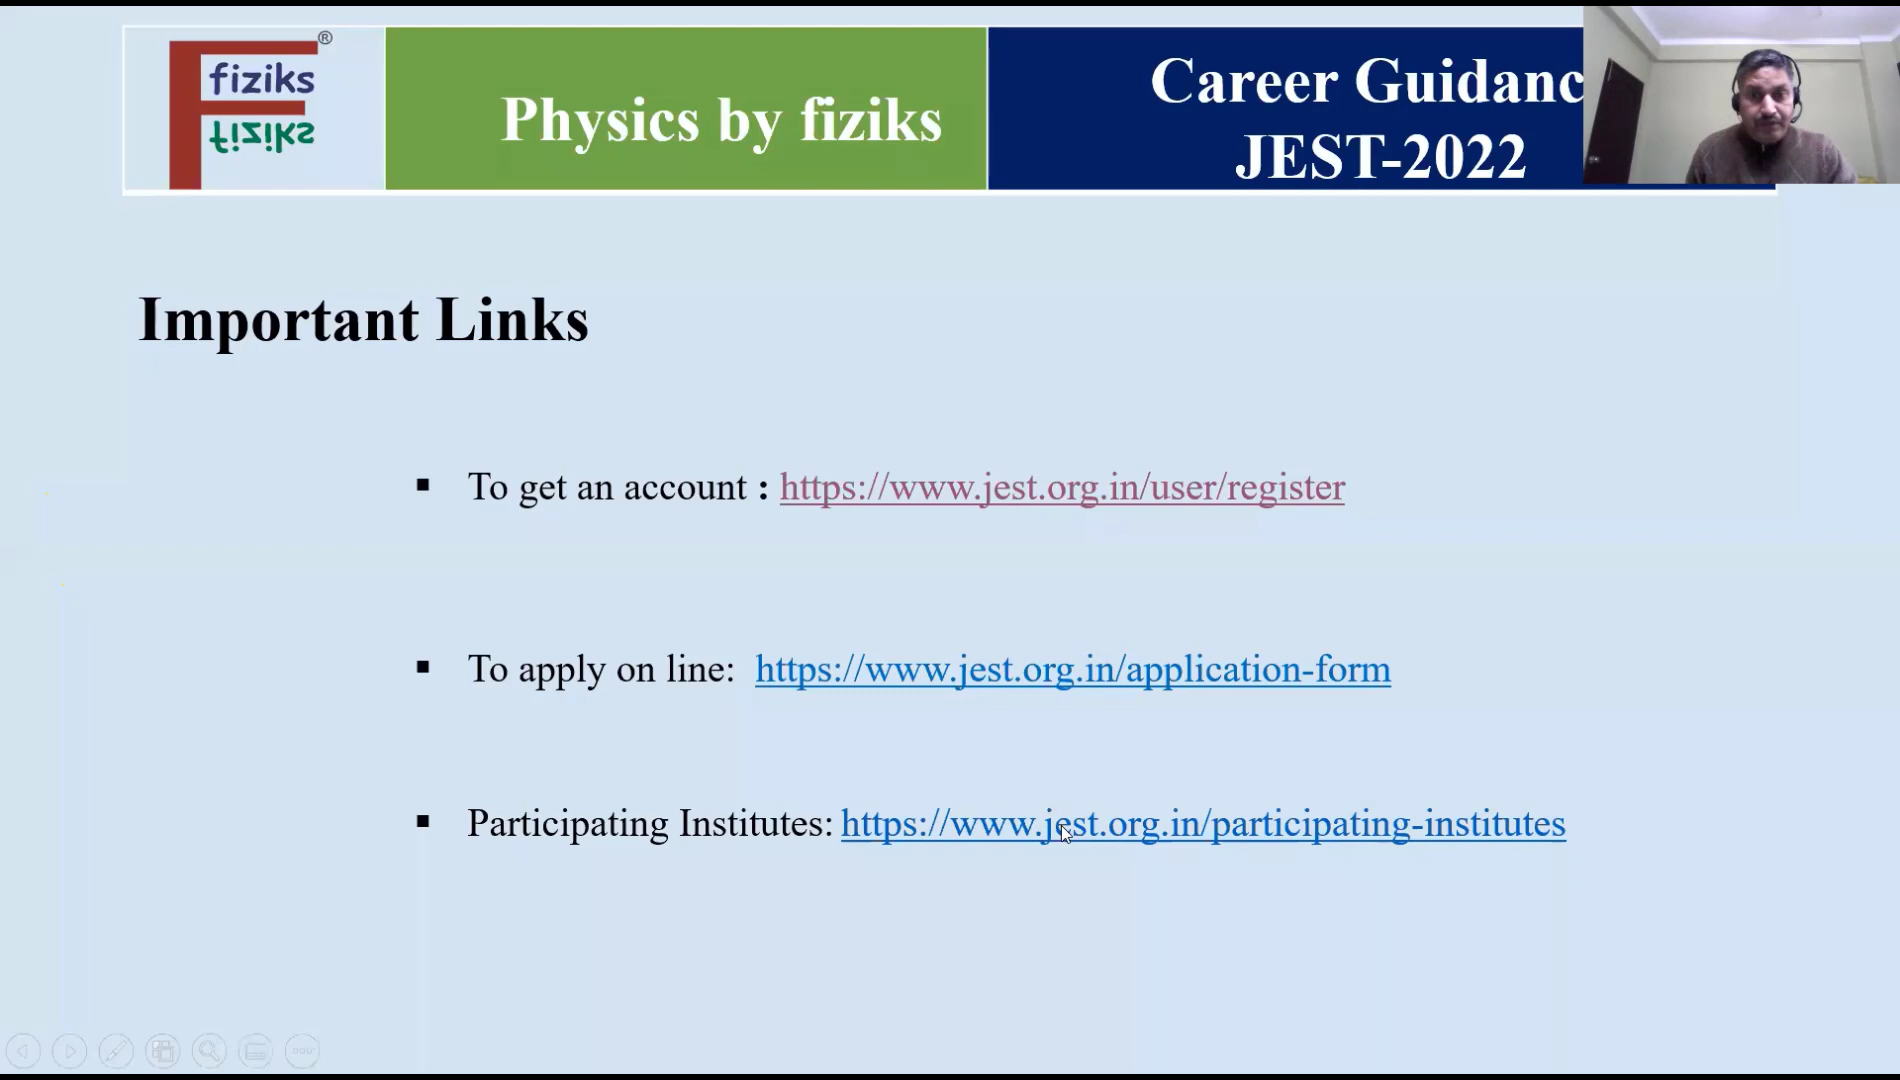 fiziks ®
fiziks
Physics by fiziks
Career Guidanc
JEST-2022
Important Links
▪ To get an account : https://www.jest.org.in/user/register
▪ To apply on line: https://www.jest.org.in/application-form
▪ Participating Institutes: https://www.jest.org.in/participating-institutes